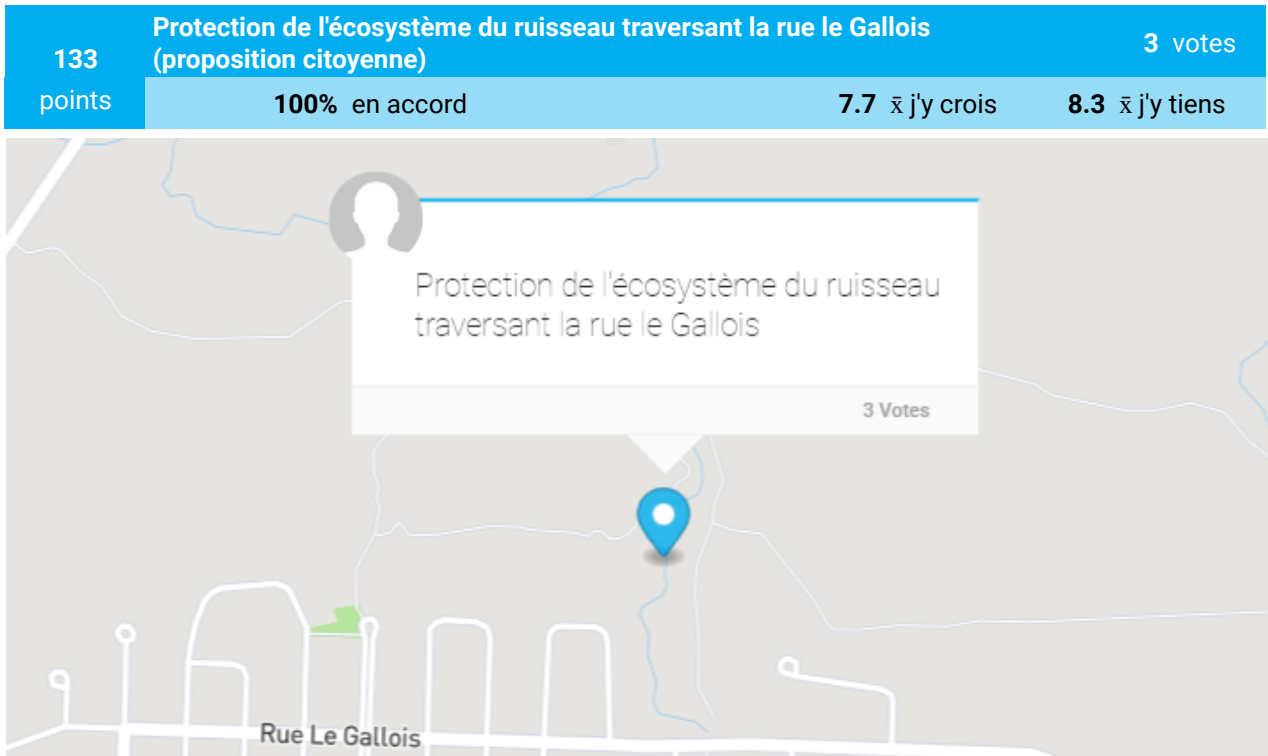 133
points
Protection de l'écosystème du ruisseau traversant la rue le Gallois
(proposition citoyenne)
3 votes
100% en accord
7.7 x̄ j'y crois
8.3 x̄ j'y tiens
Protection de l'écosystème du ruisseau
traversant la rue le Gallois
3 Votes
Rue Le Gallois